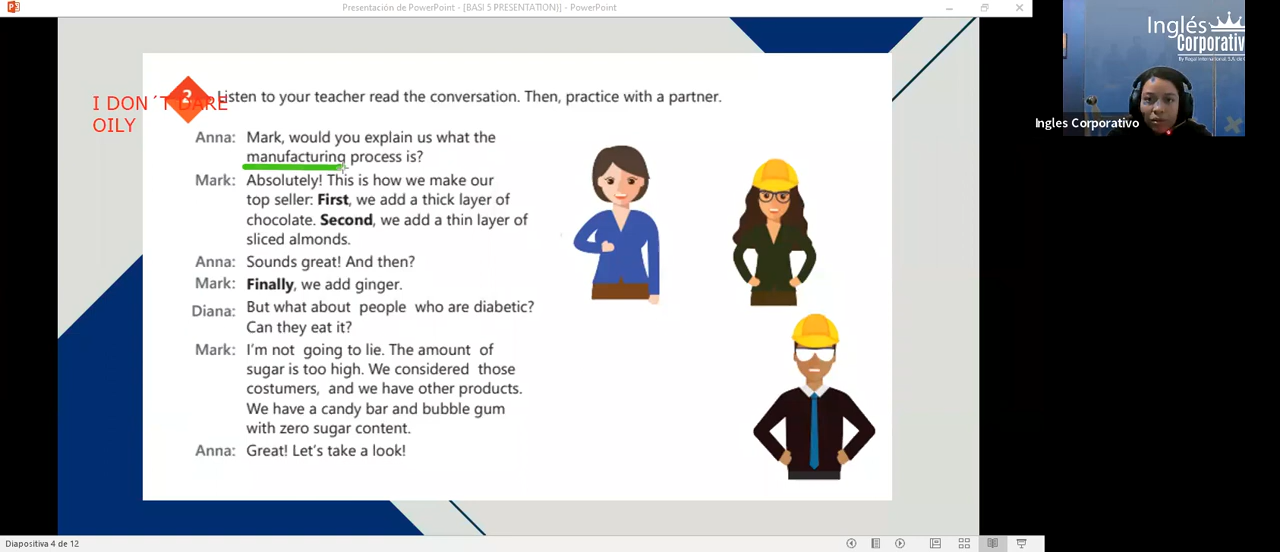 Presentación de PowerPoint - [BASI 5 PRESENTATION)] - PowerPoint
Inglés
Corporativo
By Regal International S.A. de
Ingles Corporativo
I DON´T DARE
OILY
2 Listen to your teacher read the conversation. Then, practice with a partner.
Anna: Mark, would you explain us what the
manufacturing process is?
Mark: Absolutely! This is how we make our
top seller: First, we add a thick layer of
chocolate. Second, we add a thin layer of
sliced almonds.
Anna: Sounds great! And then?
Mark: Finally, we add ginger.
Diana: But what about people who are diabetic?
Can they eat it?
Mark: I'm not going to lie. The amount of
sugar is too high. We considered those
costumers, and we have other products.
We have a candy bar and bubble gum
with zero sugar content.
Anna: Great! Let's take a look!
Diapositiva 4 de 12